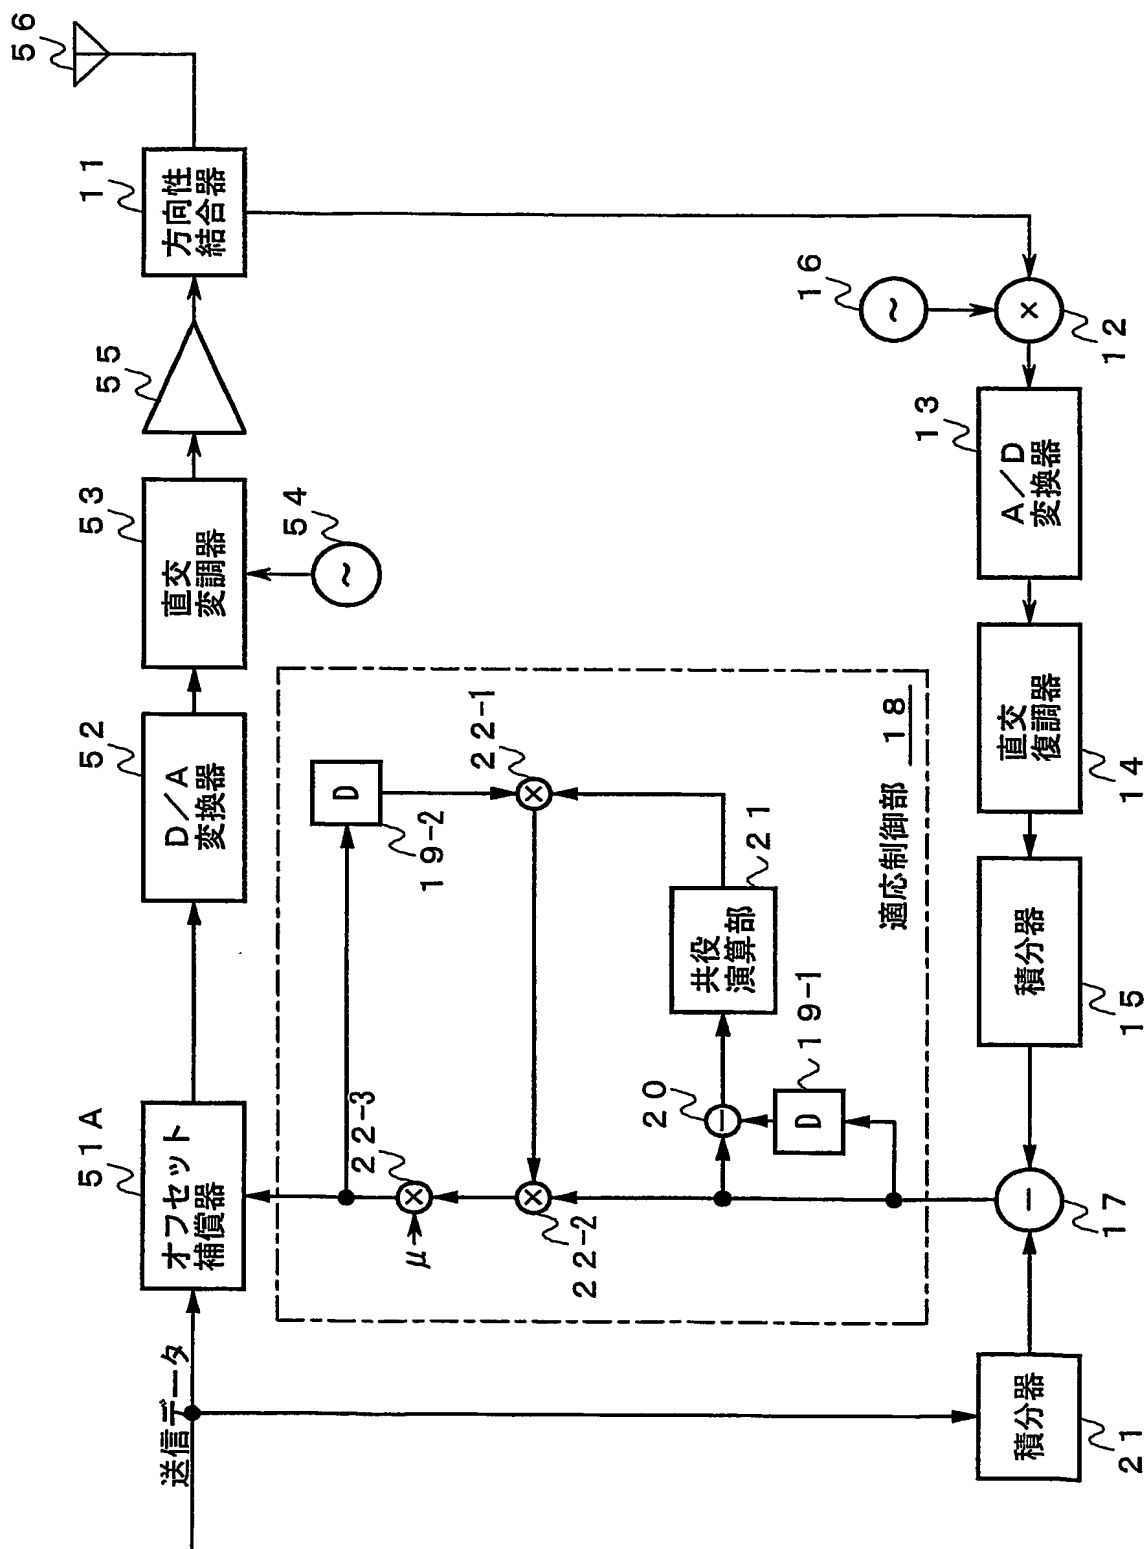 送信データ
51A
オフセット
補償器
52
D/A
変換器
53
直交
変調器
54
~
55
11
方向性
結合器
56
16
~
×
12
13
A/D
変換器
直交
復調器
14
積分器
15
−
17
積分器
21
適応制御部 18
D
19-2
22-1
×
22-3
×
μ
×
22-2
共役
演算部
21
20
−
D
19-1